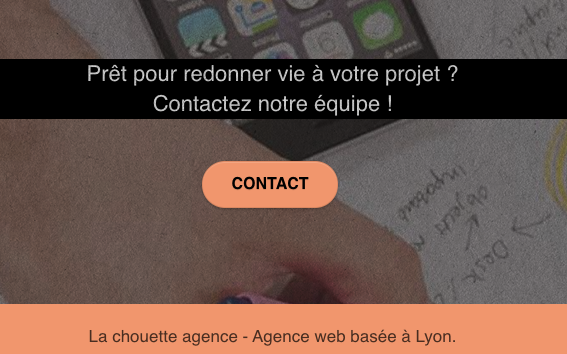 Prêt pour redonner vie à votre projet ?
Contactez notre équipe !
CONTACT
La chouette agence - Agence web basée à Lyon.